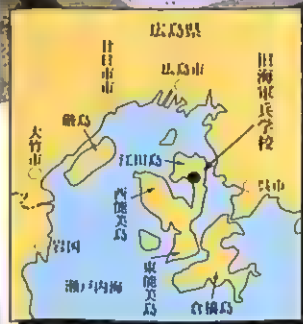 広島県
廿日市市
広島市
旧海軍兵学校
厳島
大竹市
江田島
呉市
西能美島
岩国
東能美島
瀬戸内海
倉橋島